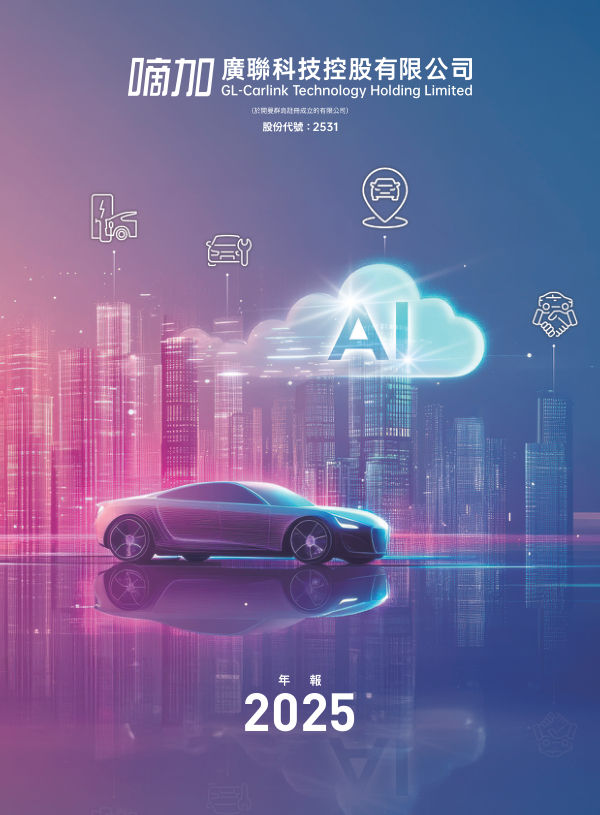 嘀加 廣聯科技控股有限公司
GL-Carlink Technology Holding Limited
(於開曼群島註冊成立的有限公司)
股份代號：2531
AI
年報
2025